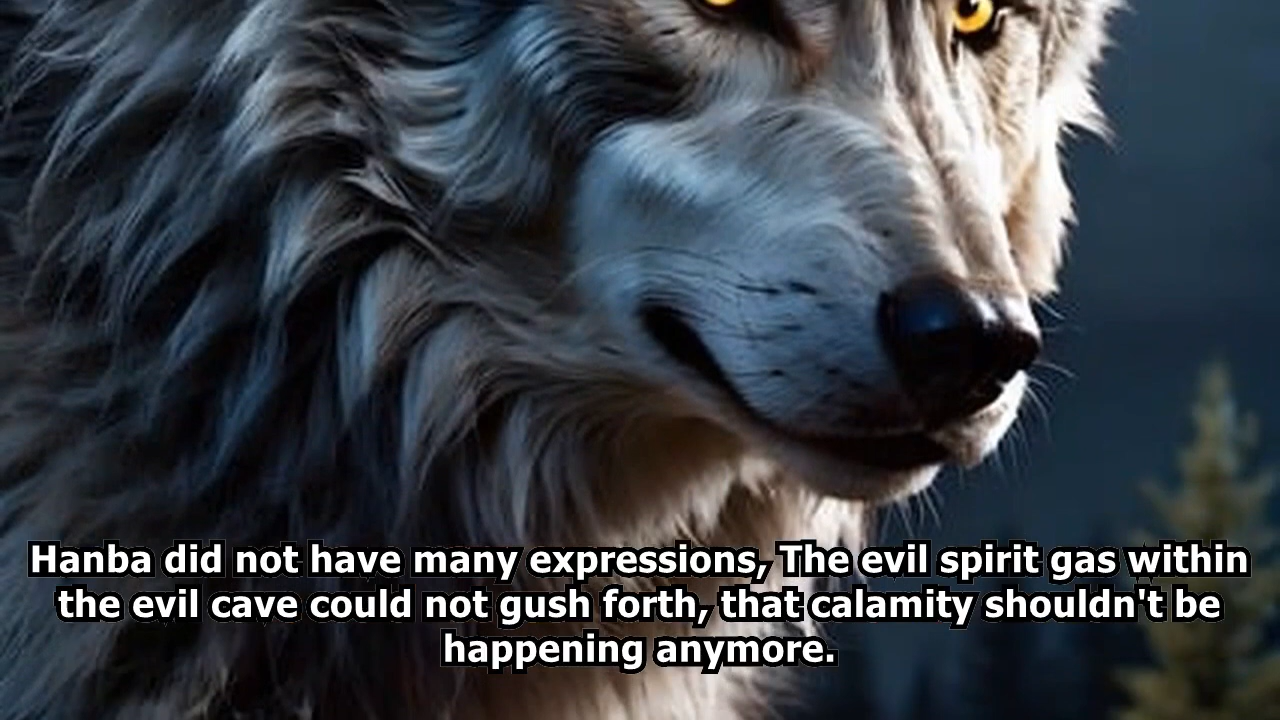 Hanba did not have many expressions, The evil spirit gas within
the evil cave could not gush forth, that calamity shouldn't be
happening anymore.